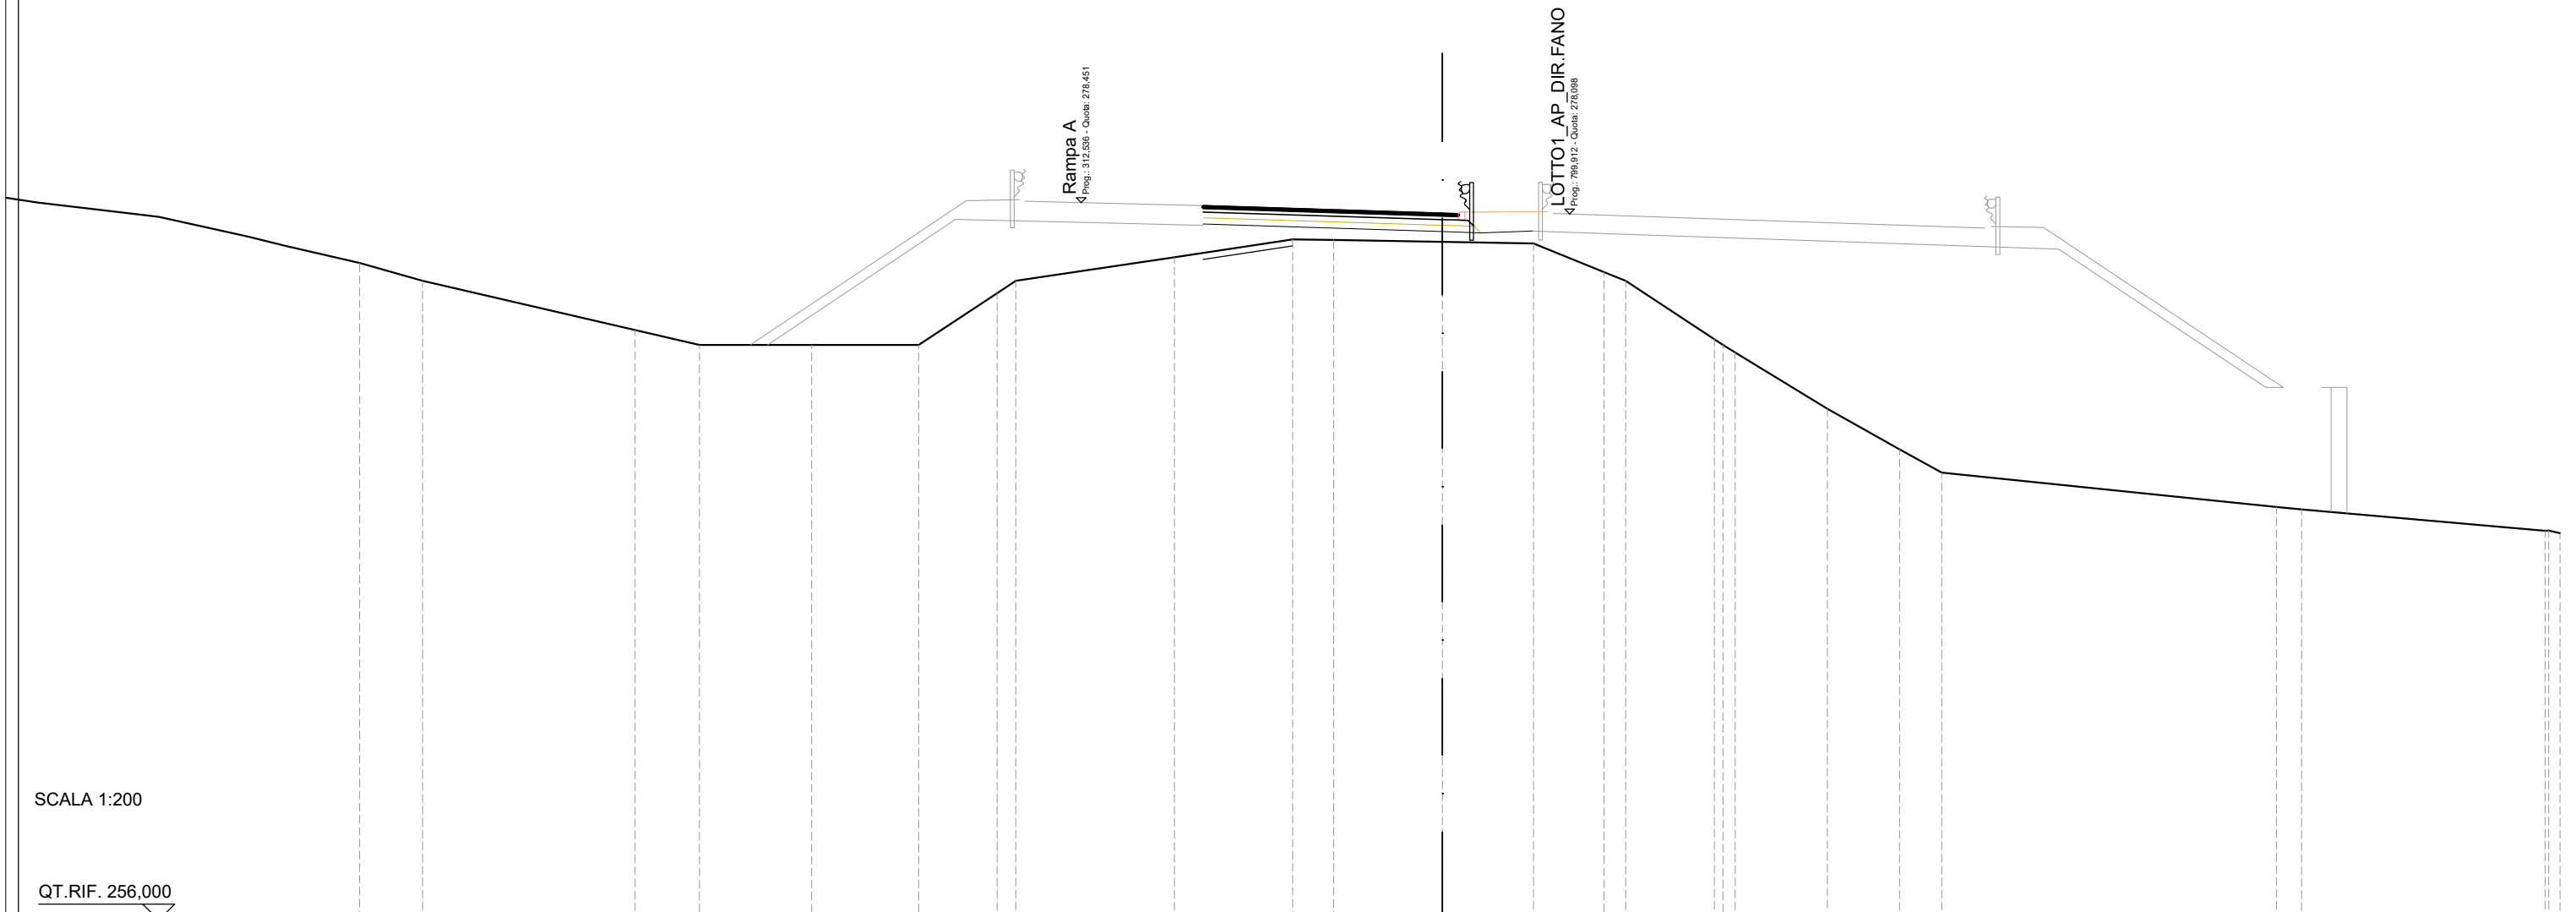 Rampa A
Prog.: 312,536 - Quota: 278,451
LOTTO1_AP_DIR.FANO
Prog.: 799,912 - Quota: 278,098
SCALA 1:200
QT.RIF. 256,000